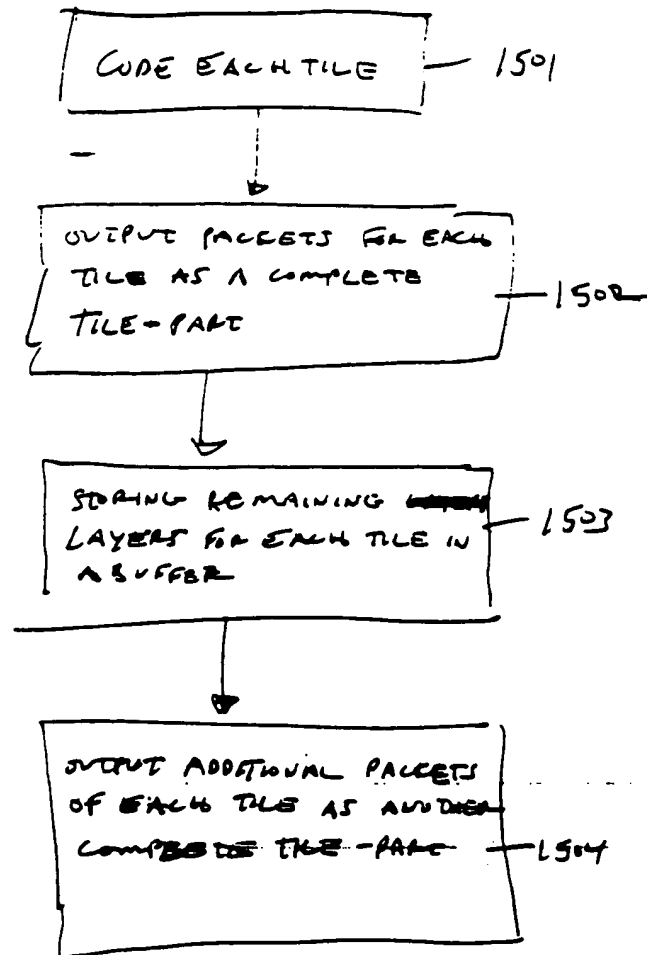 CODE EACH TILE
1501
OUTPUT PACKETS FOR EACH
TILE AS A COMPLETE
TILE-PART
1502
STORING REMAINING
LAYERS FOR EACH TILE IN
A BUFFER
1503
OUTPUT ADDITIONAL PACKETS
OF EACH TILE AS ANOTHER
COMPLETE TILE-PART
1504